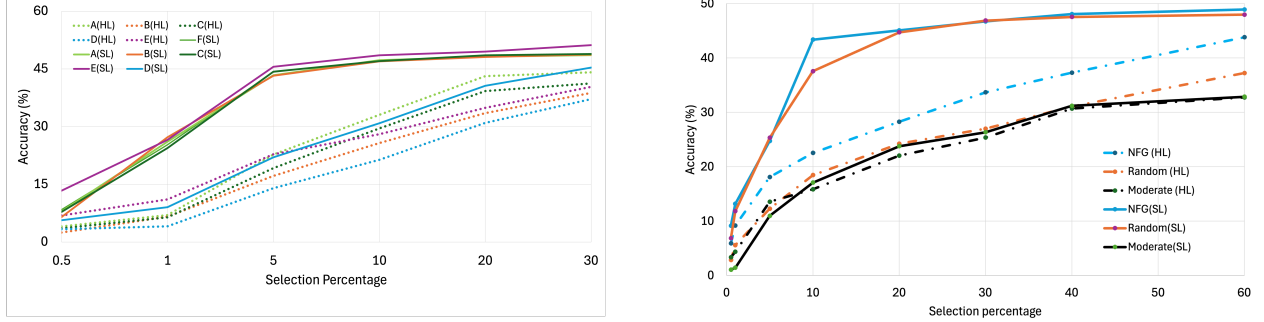 60
45
30
15
0
Accuracy (%)
A(HL) B(HL) C(HL)
D(HL) E(HL) F(SL)
A(SL) B(SL) C(SL)
E(SL) D(SL)
0.5 1 5 10 20 30
Selection Percentage
50
40
30
20
10
0
Accuracy (%)
NFG (HL)
Random (HL)
Moderate (HL)
NFG(SL)
Random(SL)
Moderate(SL)
0 10 20 30 40 50 60
Selection percentage